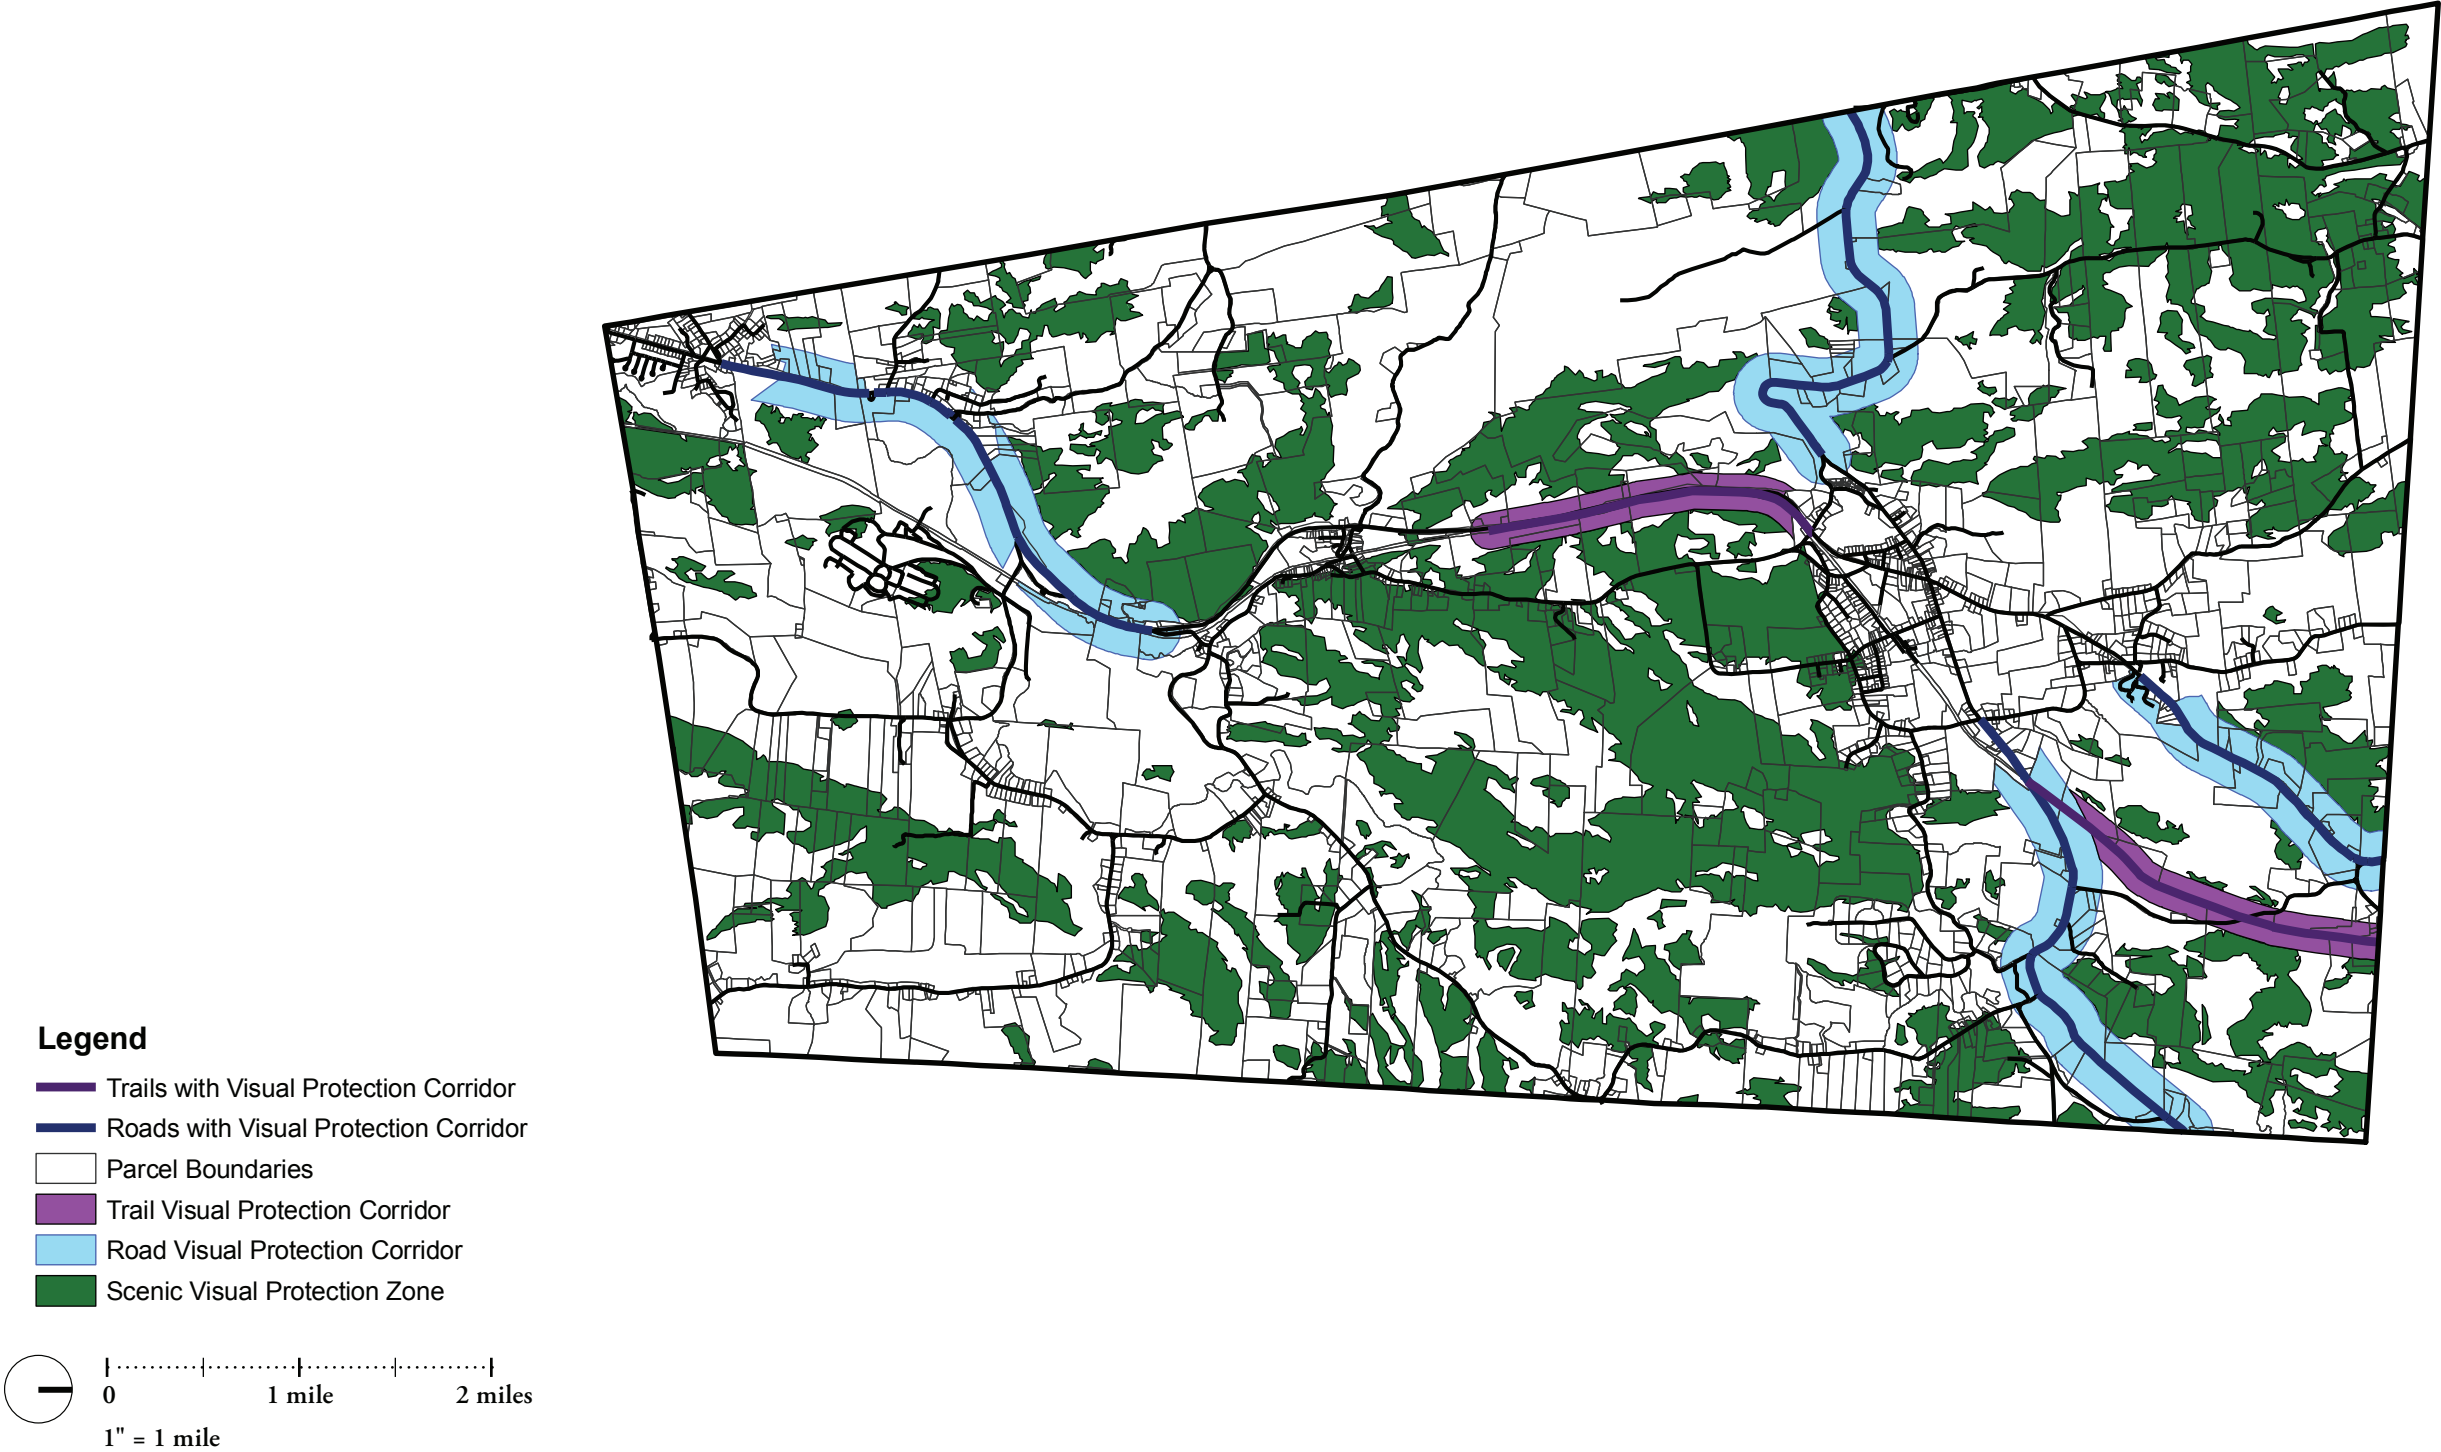 Legend
Trails with Visual Protection Corridor
Roads with Visual Protection Corridor
Parcel Boundaries
Trail Visual Protection Corridor
Road Visual Protection Corridor
Scenic Visual Protection Zone
0 1 mile 2 miles
1" = 1 mile